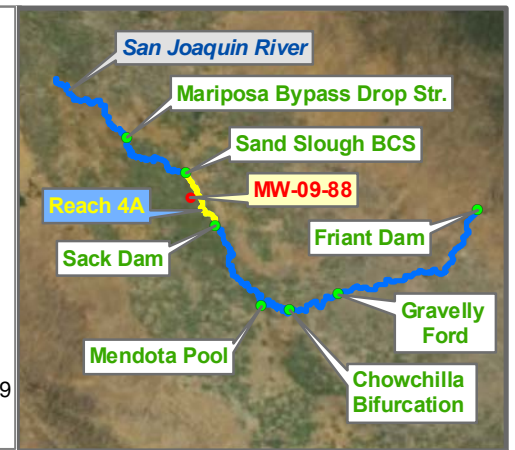 San Joaquin River
Mariposa Bypass Drop Str.
Sand Slough BCS
MW-09-88
Reach 4A
Friant Dam
Sack Dam
Gravelly
Ford
Mendota Pool
Chowchilla
Bifurcation
9